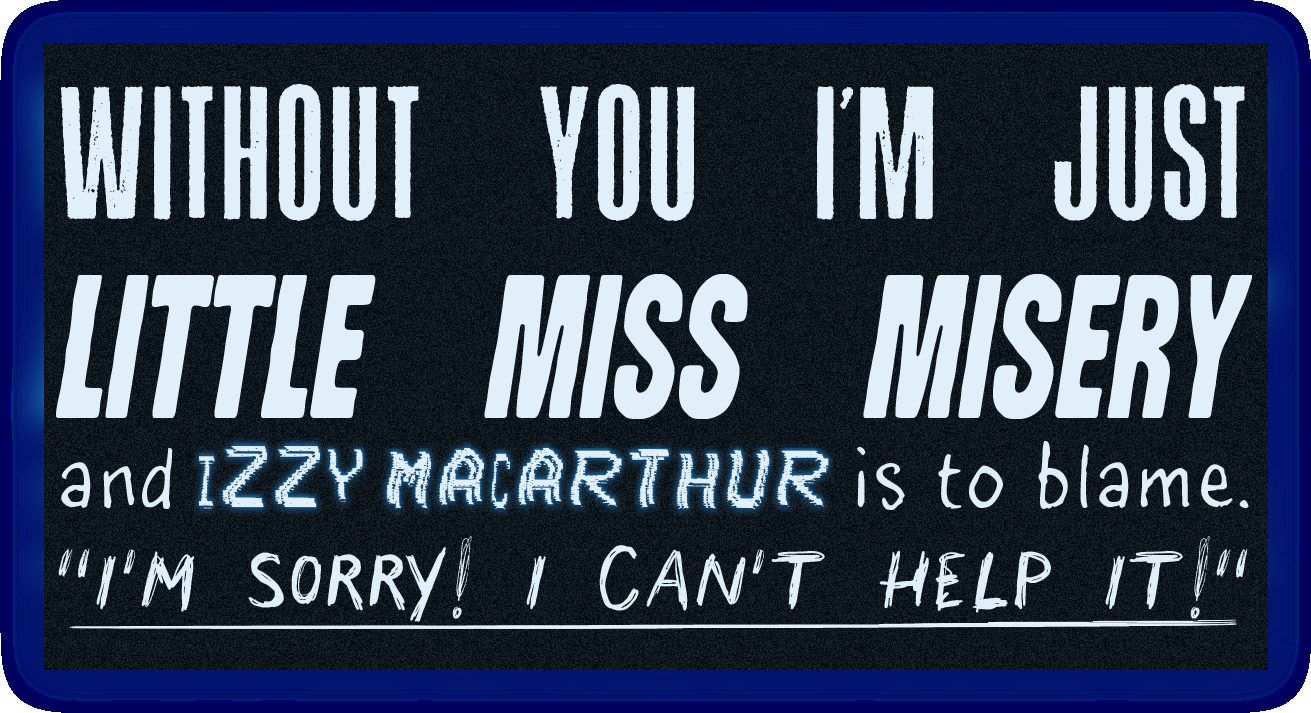 WITHOUT YOU I'M JUST
LITTLE MISS MISERY
and IZZY MACARTHUR is to blame.
"I'M SORRY! I CAN'T HELP IT!"